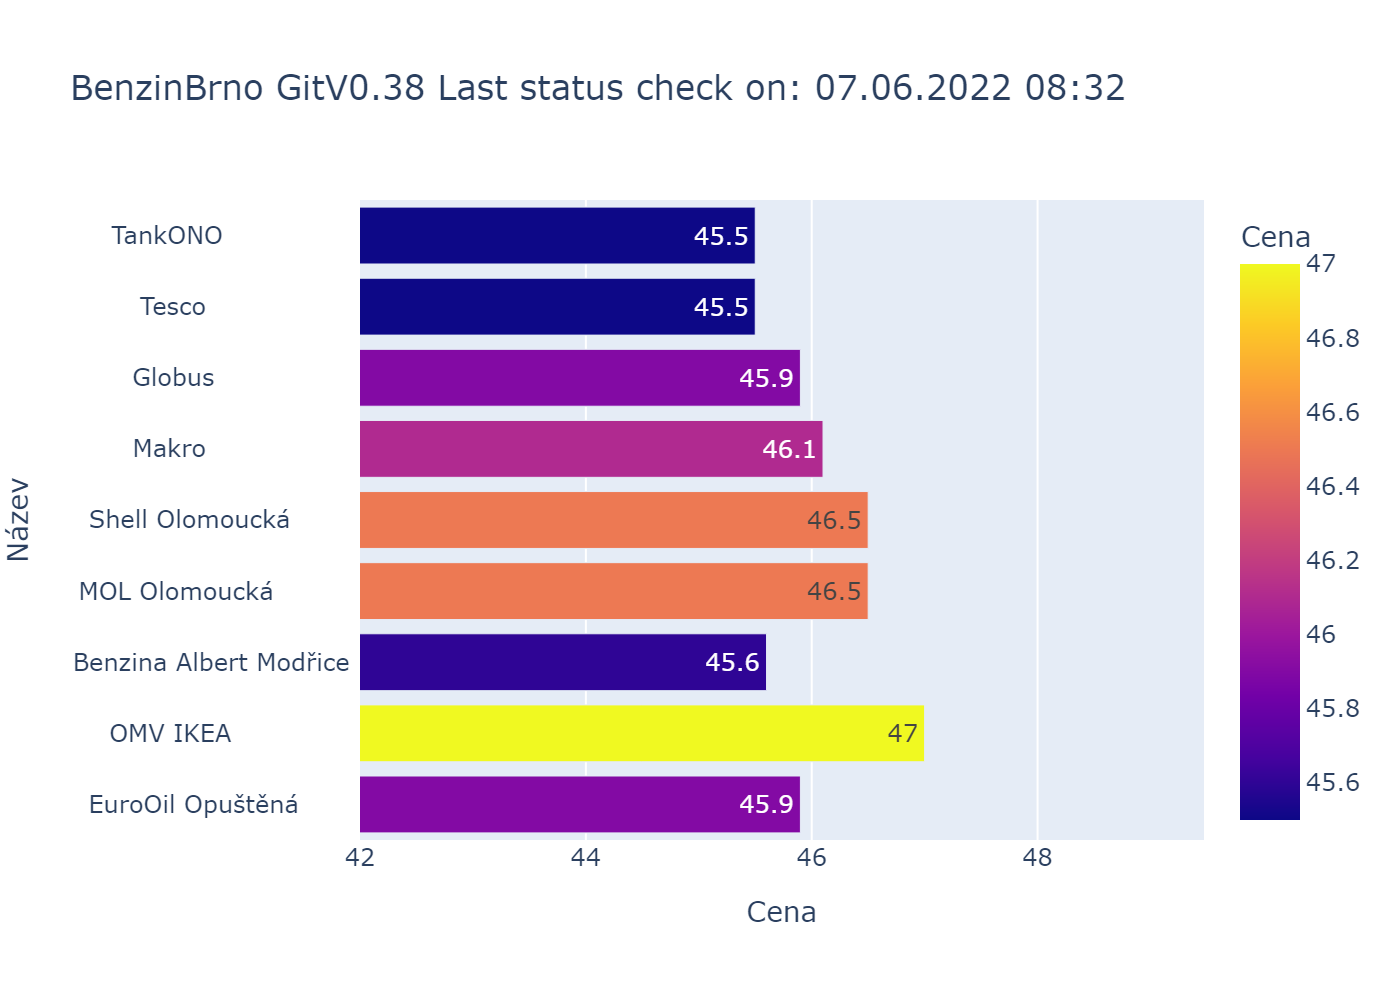 BenzinBrno GitV0.38 Last status check on: 07.06.2022 08:32
Název
TankONO 45.5
Tesco 45.5
Globus 45.9
Makro 46.1
Shell Olomoucká 46.5
MOL Olomoucká 46.5
Benzina Albert Modřice 45.6
OMV IKEA 47
EuroOil Opuštěná 45.9
42 44 46 48
Cena
Cena
47
46.8
46.6
46.4
46.2
46
45.8
45.6